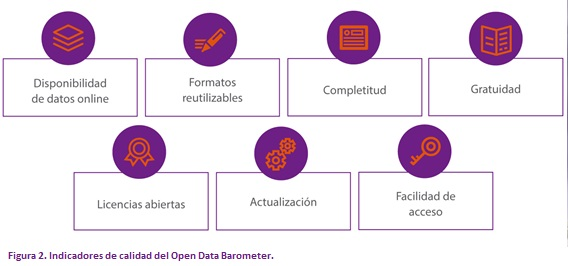 Disponibilidad
de datos online
Formatos
reutilizables
Completitud
Gratuidad
Licencias abiertas
Actualización
Facilidad de
acceso
Figura 2. Indicadores de calidad del Open Data Barometer.